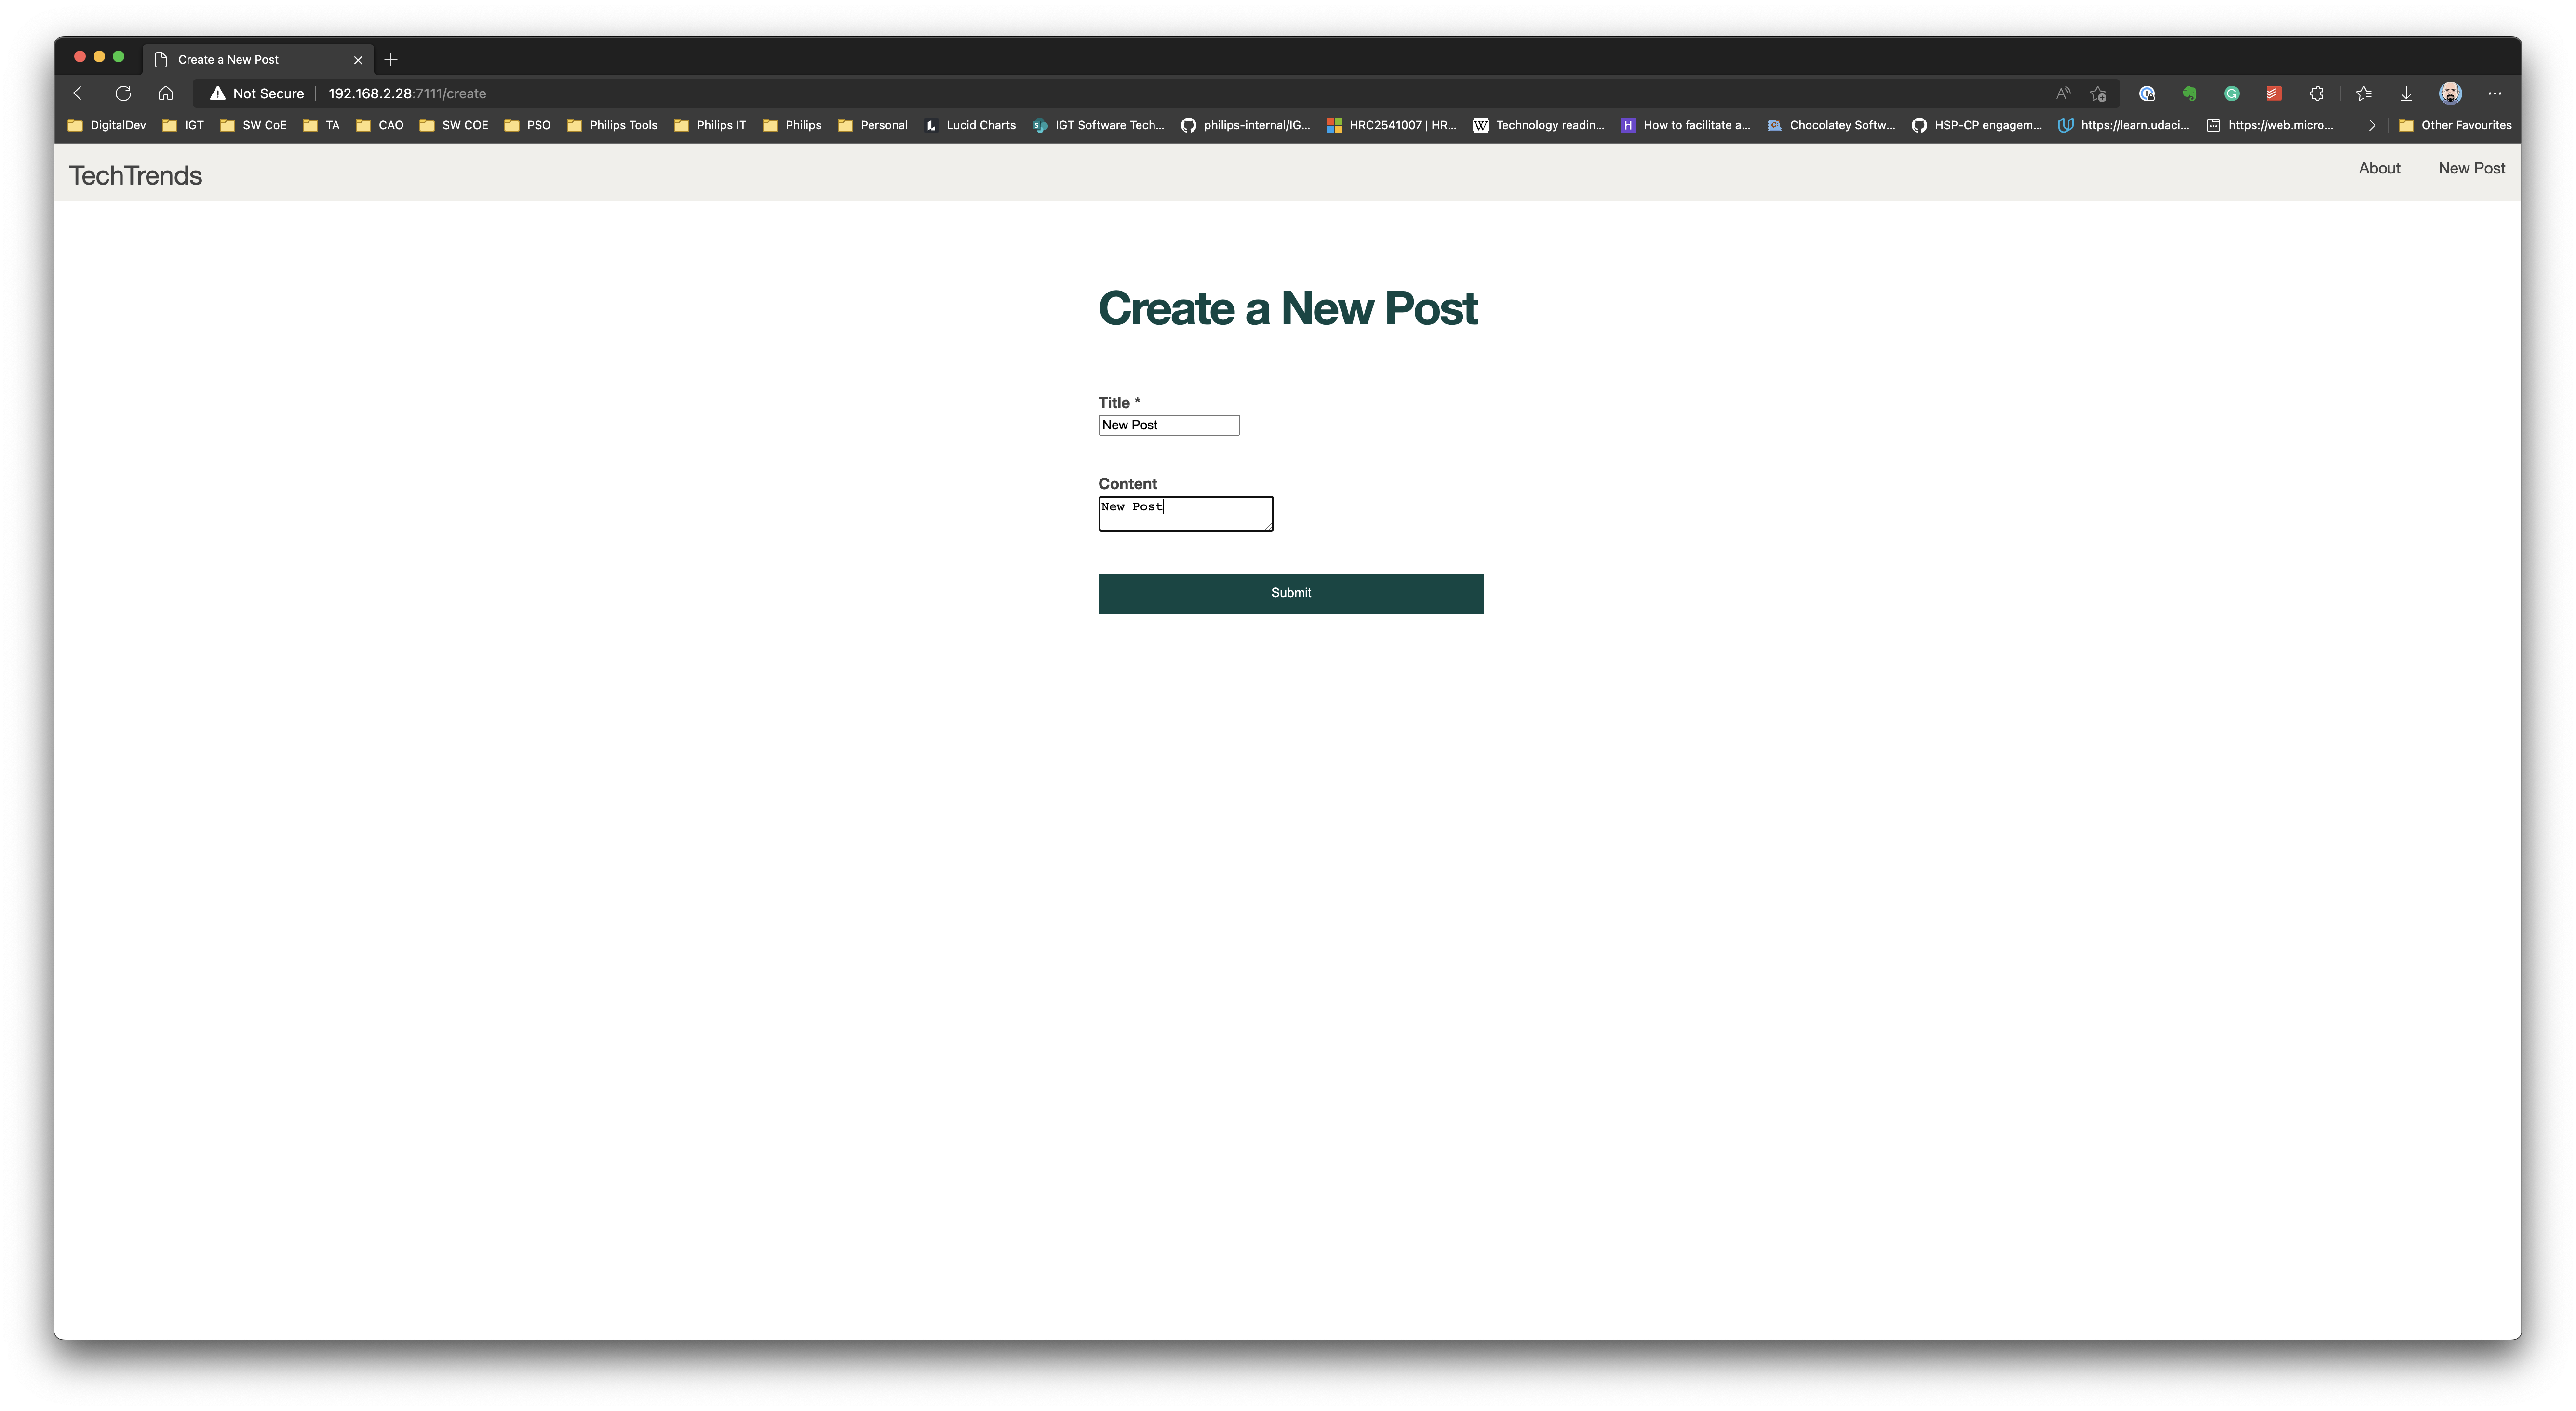 Create a New Post
Not Secure 192.168.2.28:7111/create
DigitalDev IGT SW CoE TA CAO SW COE PSO Philips Tools Philips IT Philips Personal Lucid Charts IGT Software Tech... philips-internal/IG... HRC2541007 | HR... Technology readin... How to facilitate a... Chocolatey Softw... HSP-CP engagem... https://learn.udaci... https://web.micro... Other Favourites
TechTrends About New Post
Create a New Post
Title *
New Post
Content
New Post
Submit